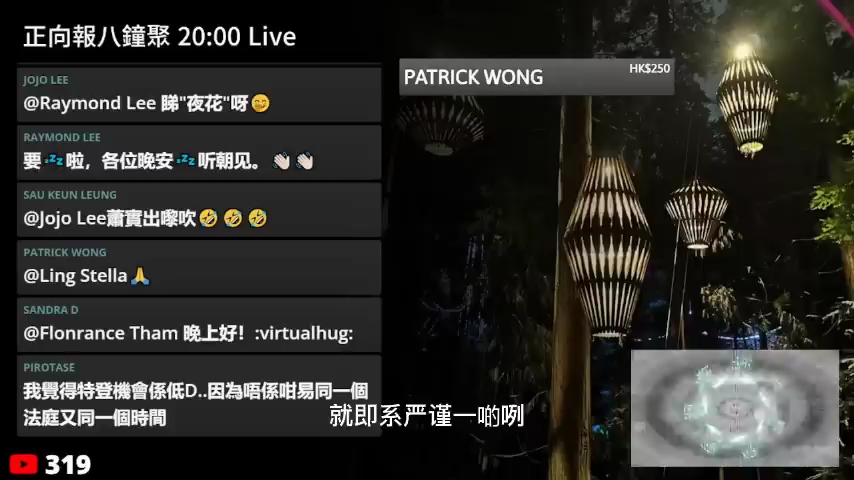 正向報八鐘聚 20:00 Live
JOJO LEE
@Raymond Lee 睇"夜花"呀😁
RAYMOND LEE
要💤啦，各位晚安💤听朝见。👏🏻👏🏻
SAU KEUN LEUNG
@Jojo Lee蕭實出嚟吹🤣🤣🤣
PATRICK WONG
@Ling Stella🙏
SANDRA D
@Flonrance Tham 晚上好！:virtualhug:
PIROTASE
我覺得特登機會係低D..因為唔係咁易同一個
法庭又同一個時間
319
PATRICK WONG
HK$250
就即系严谨一啲咧